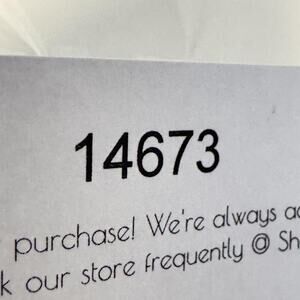 14673
purchase! We're always
our store frequently @